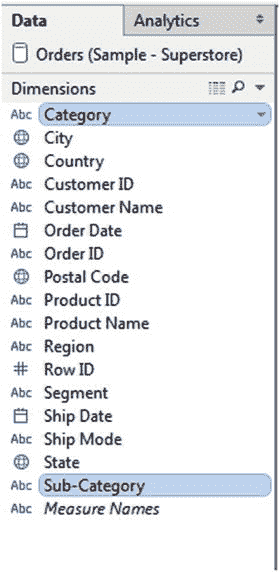 Data Analytics
Orders (Sample - Superstore)
Dimensions
Abc Category
City
Country
Abc Customer ID
Abc Customer Name
Order Date
Abc Order ID
Postal Code
Abc Product ID
Abc Product Name
Abc Region
# Row ID
Abc Segment
Ship Date
Abc Ship Mode
State
Abc Sub-Category
Abc Measure Names